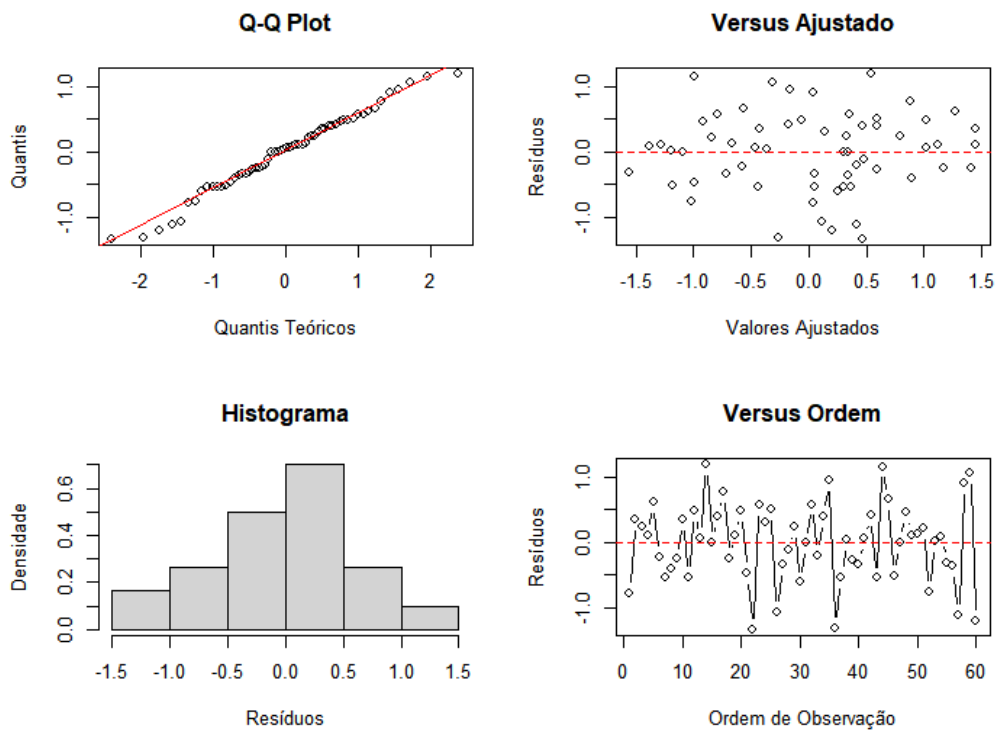 Q-Q Plot
Quantis
-1.0 0.0 1.0
-2 -1 0 1 2
Quantis Teóricos
Versus Ajustado
Resíduos
-1.0 0.0 1.0
-1.5 -1.0 -0.5 0.0 0.5 1.0 1.5
Valores Ajustados
Histograma
Densidade
0.0 0.2 0.4 0.6
-1.5 -1.0 -0.5 0.0 0.5 1.0 1.5
Resíduos
Versus Ordem
Resíduos
-1.0 0.0 1.0
0 10 20 30 40 50 60
Ordem de Observação